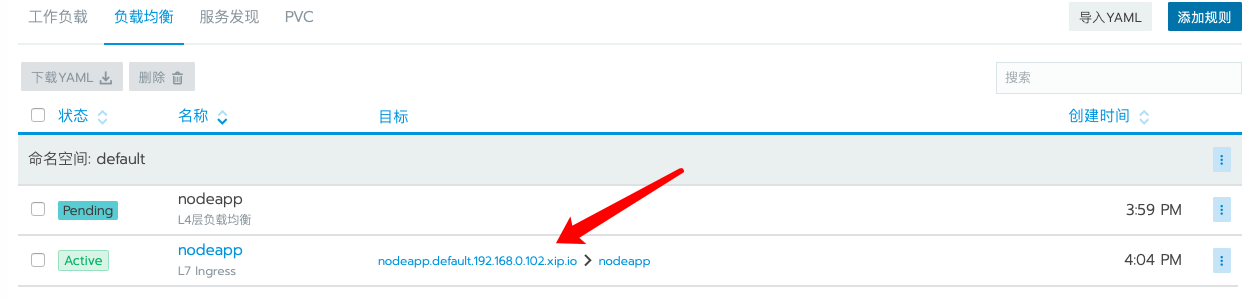 工作负载 负载均衡 服务发现 PVC 导入YAML 添加规则
下载YAML 删除 搜索
状态 名称 目标 创建时间
命名空间: default
nodeapp
Pending 3:59 PM
L4层负载均衡
nodeapp
Active nodeapp.default.192.168.0.102.xip.io > nodeapp 4:04 PM
L7 Ingress